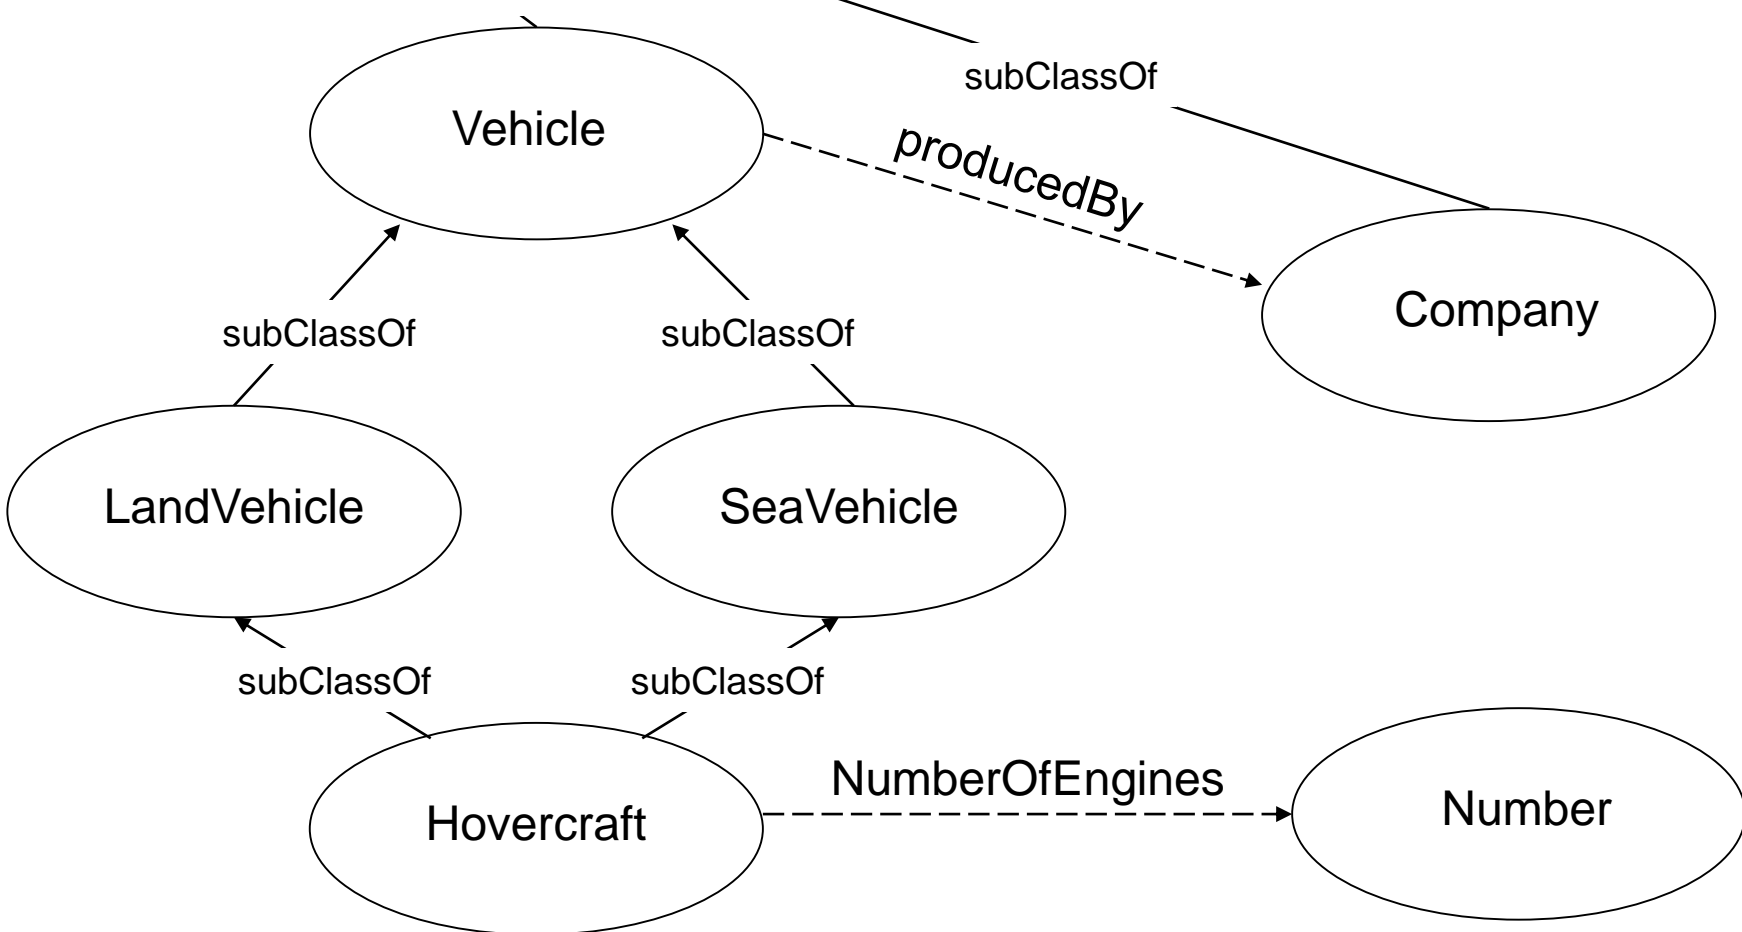 subClassOf
Vehicle
producedBy
Company
subClassOf
subClassOf
LandVehicle
SeaVehicle
subClassOf
subClassOf
NumberOfEngines
Hovercraft
Number